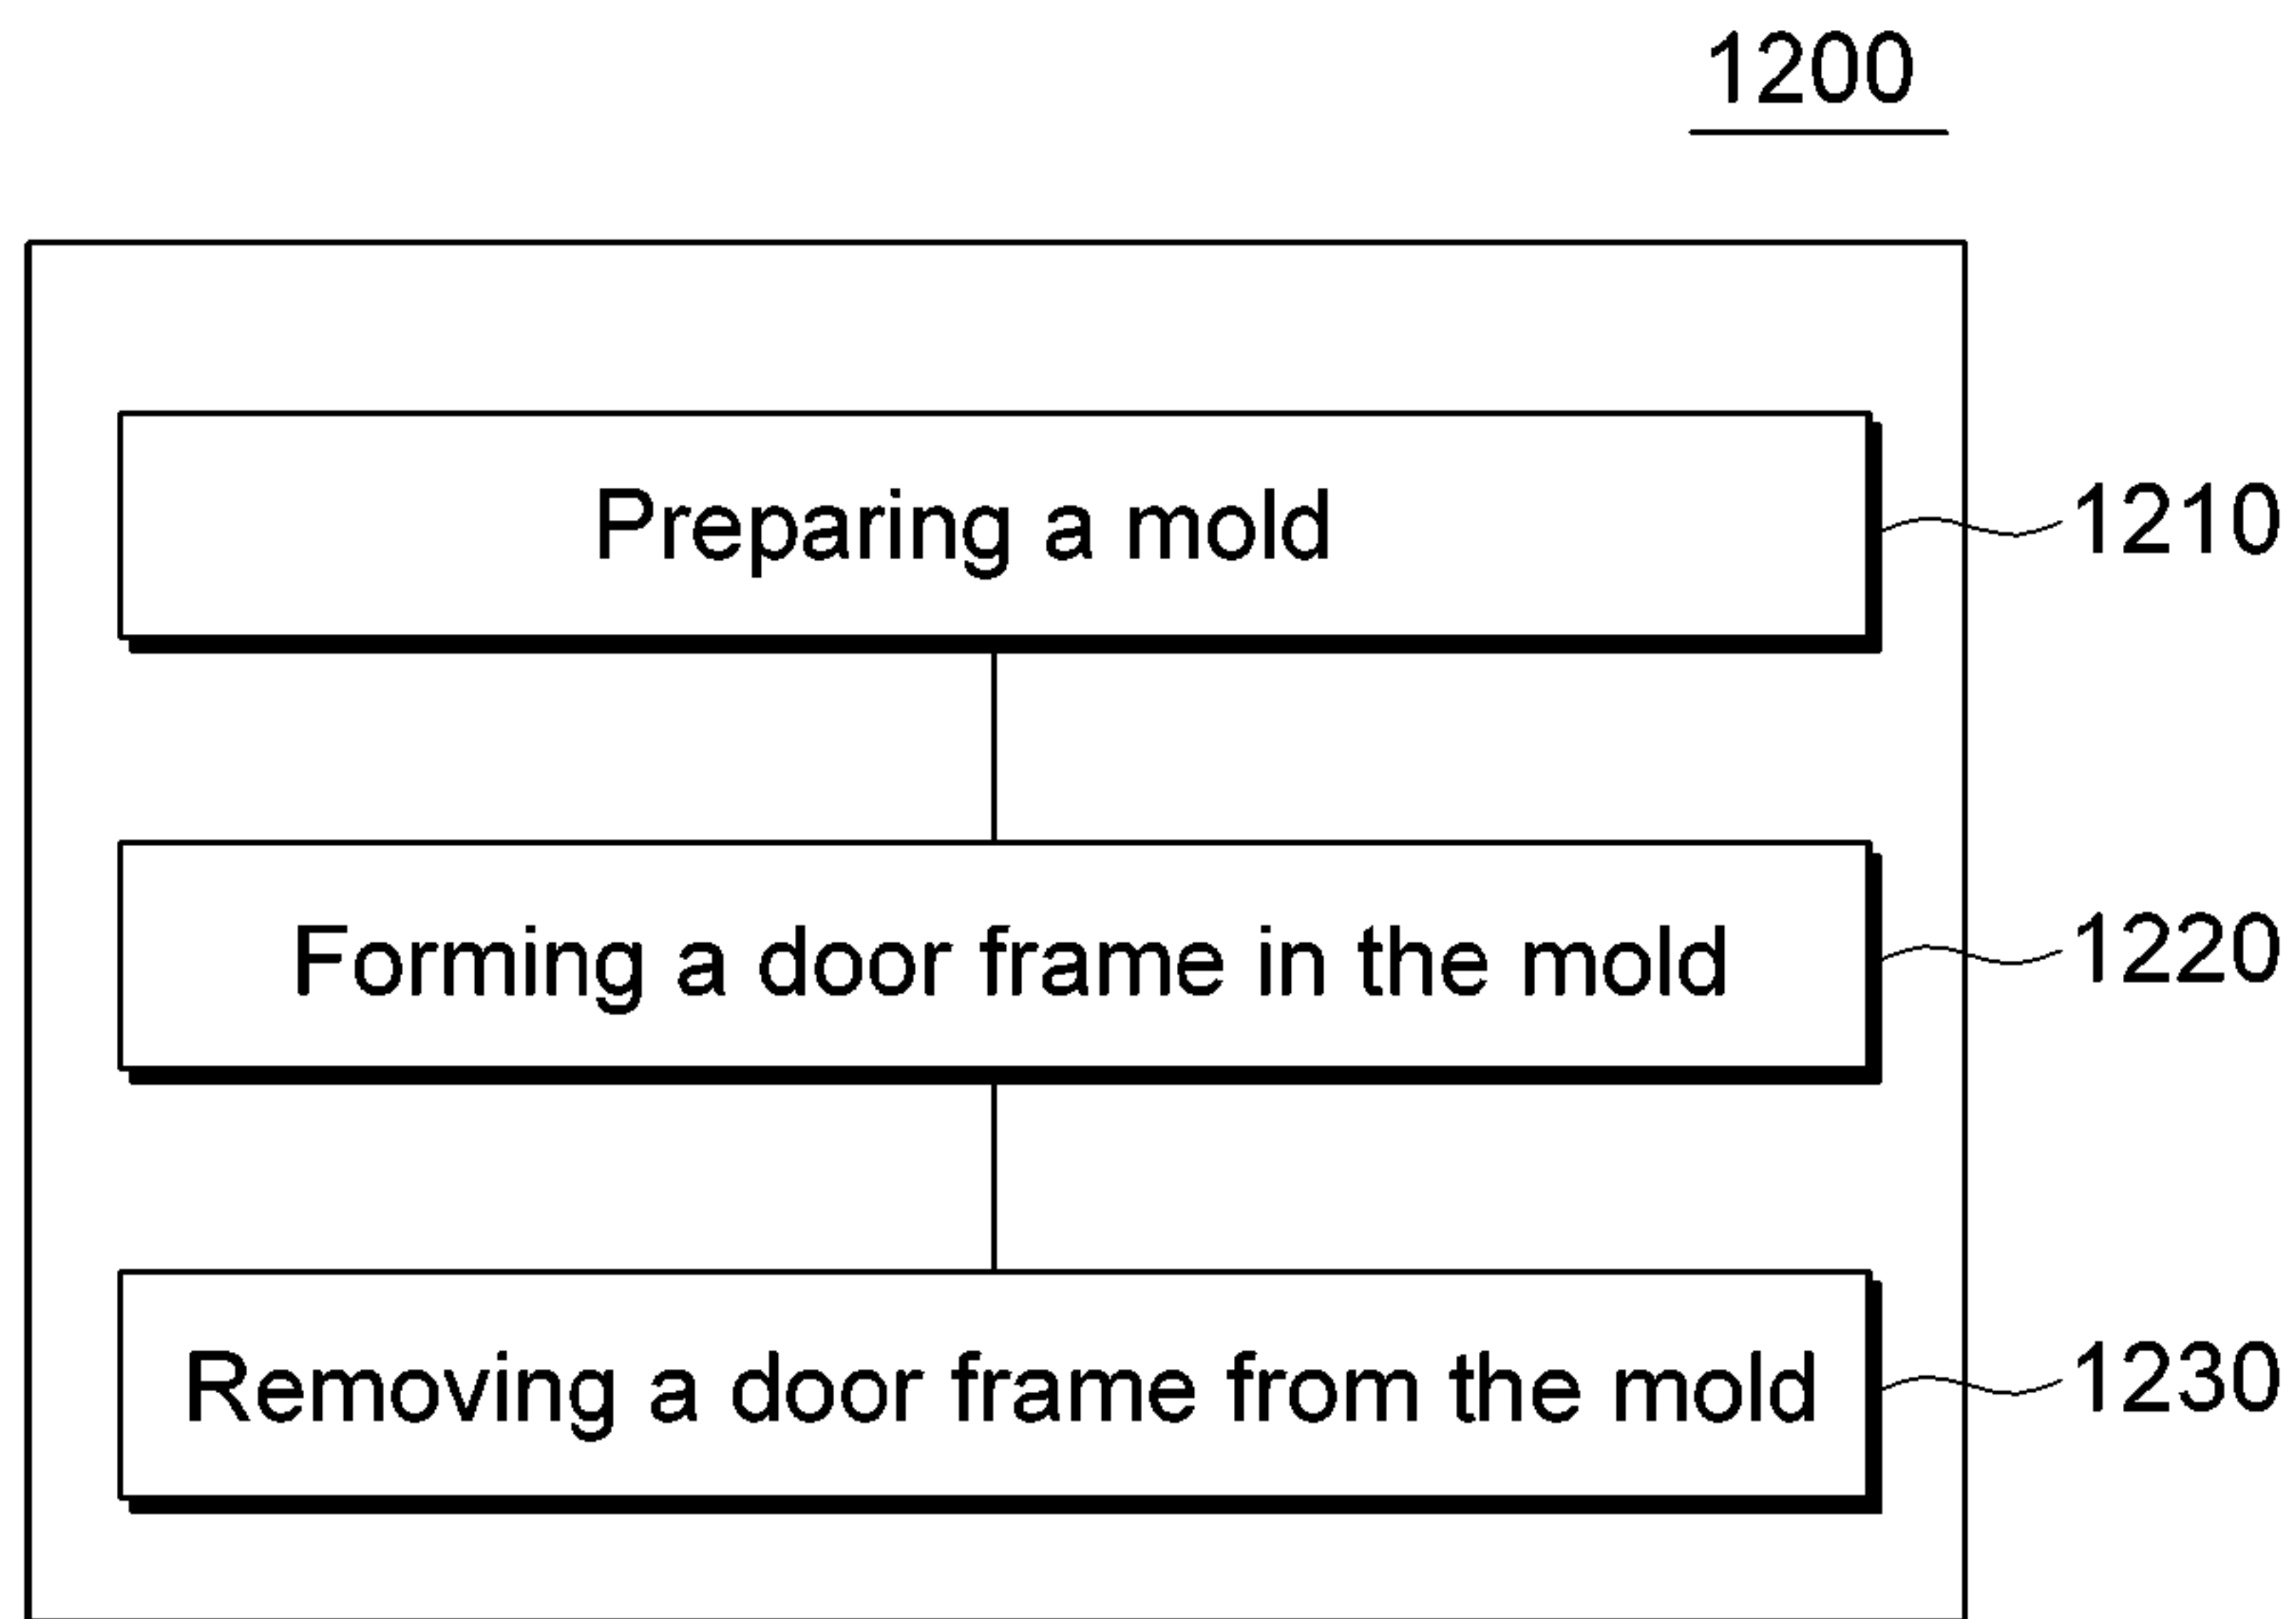 1200
Preparing a mold
1210
Forming a door frame in the mold
1220
Removing a door frame from the mold
1230